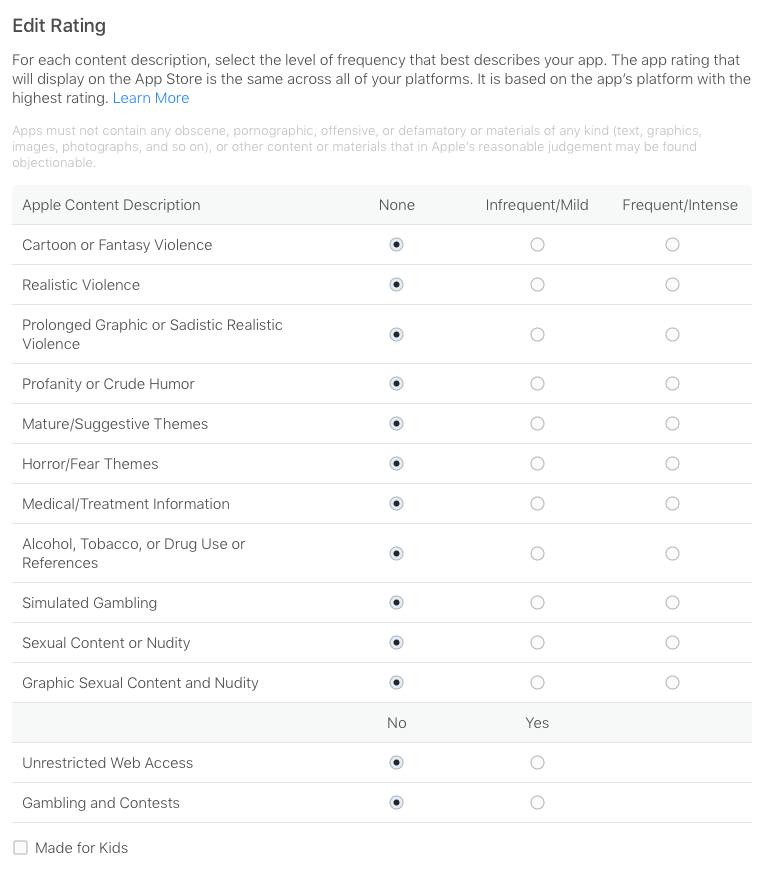 Edit Rating
For each content description, select the level of frequency that best describes your app. The app rating that
will display on the App Store is the same across all of your platforms. It is based on the app’s platform with the
highest rating. Learn More
Apps must not contain any obscene, pornographic, offensive, or defamatory or materials of any kind (text, graphics,
images, photographs, and so on), or other content or materials that in Apple’s reasonable judgement may be found
objectionable.
Apple Content Description None Infrequent/Mild Frequent/Intense
Cartoon or Fantasy Violence
Realistic Violence
Prolonged Graphic or Sadistic Realistic
Violence
Profanity or Crude Humor
Mature/Suggestive Themes
Horror/Fear Themes
Medical/Treatment Information
Alcohol, Tobacco, or Drug Use or
References
Simulated Gambling
Sexual Content or Nudity
Graphic Sexual Content and Nudity
No Yes
Unrestricted Web Access
Gambling and Contests
Made for Kids